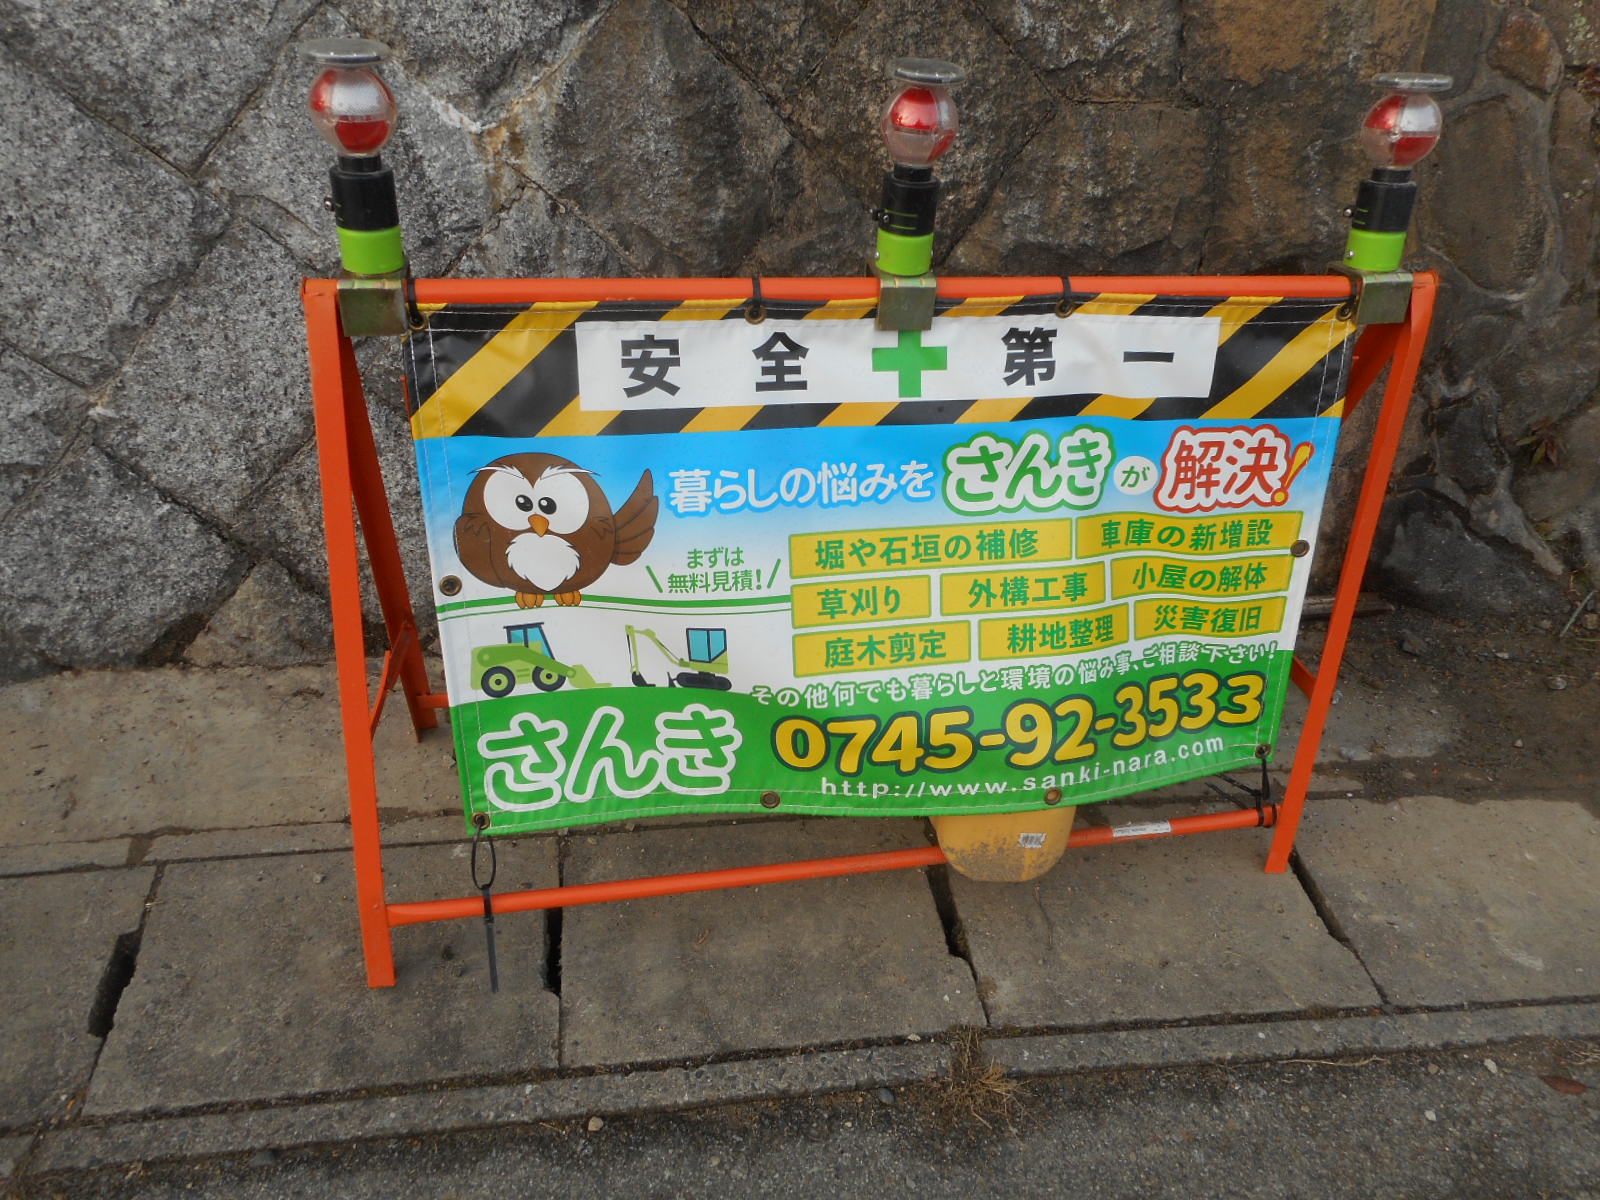 安全第一
暮らしの悩みをさんきが解決!
まずは
無料見積!
堀や石垣の補修 車庫の新増設
草刈り 外構工事 小屋の解体
庭木剪定 耕地整理 災害復旧
その他何でも暮らしと環境の悩み事、ご相談下さい!
さんき 0745-92-3533
http://www.sanki-nara.com